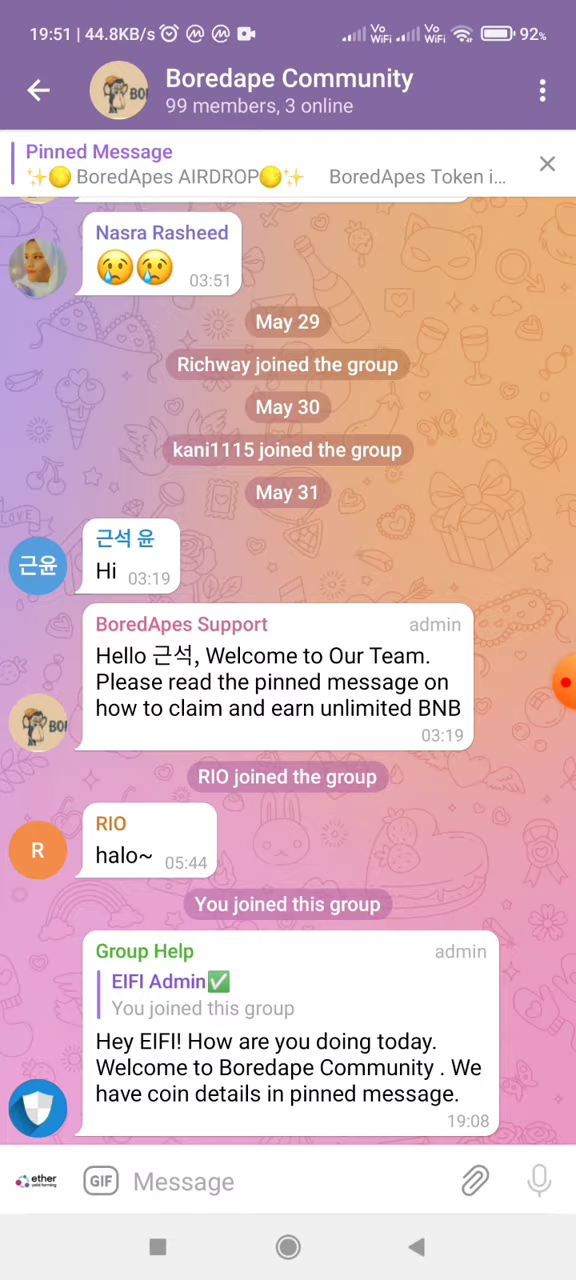 19:51 | 44.8KB/s
Vo WiFi
Vo WiFi
92%
Boredape Community
99 members, 3 online
Pinned Message
✨🟡 BoredApes AIRDROP🟡✨ BoredApes Token i...
Nasra Rasheed
😢😢 03:51
May 29
Richway joined the group
May 30
kani1115 joined the group
May 31
근석 윤
근윤
Hi 03:19
BoredApes Support admin
Hello 근석, Welcome to Our Team.
Please read the pinned message on
how to claim and earn unlimited BNB
03:19
RIO joined the group
RIO
R
halo~ 05:44
You joined this group
Group Help admin
EIFI Admin✅
You joined this group
Hey EIFI! How are you doing today.
Welcome to Boredape Community . We
have coin details in pinned message.
19:08
ether
GIF
Message